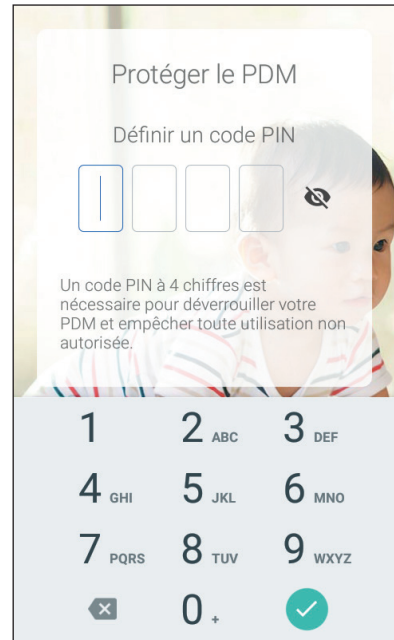 Protéger le PDM
Définir un code PIN
Un code PIN à 4 chiffres est
nécessaire pour déverrouiller votre
PDM et empêcher toute utilisation non
autorisée.
1 2 ABC 3 DEF
4 GHI 5 JKL 6 MNO
7 PQRS 8 TUV 9 WXYZ
0 +